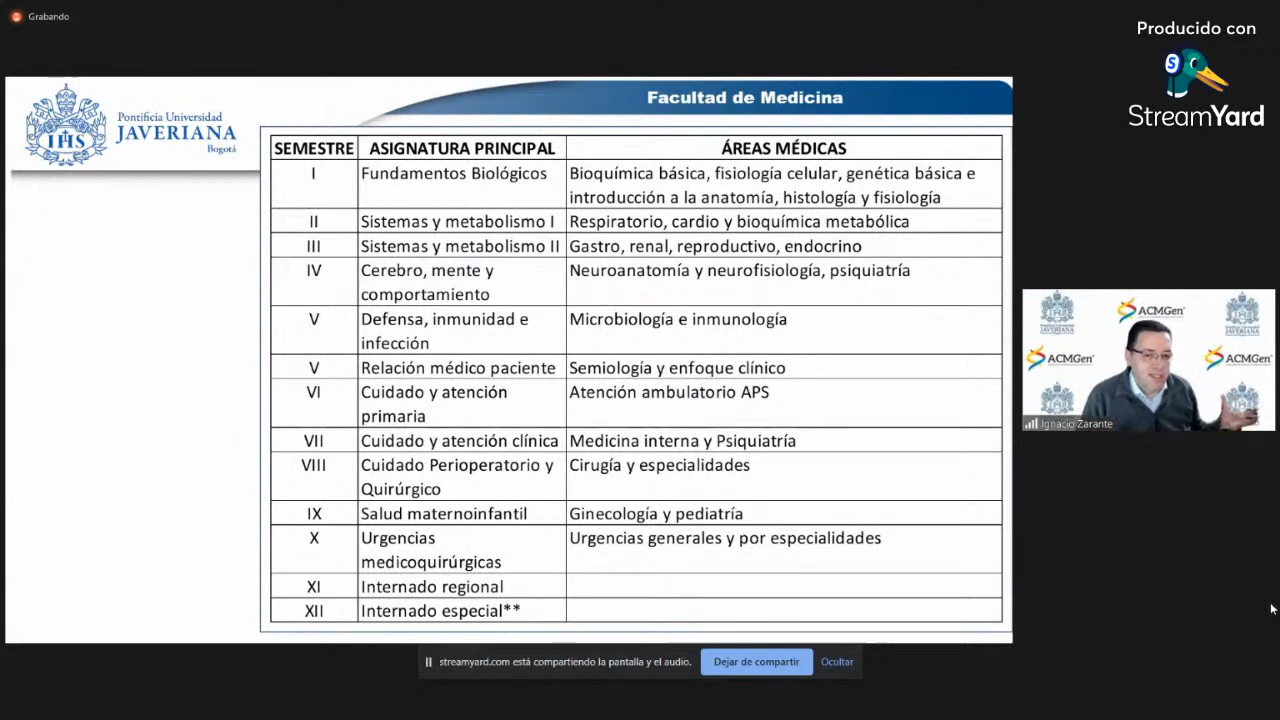 Grabando
Producido con
StreamYard
Pontificia Universidad
JAVERIANA
Bogotá
IHS
Facultad de Medicina
SEMESTRE ASIGNATURA PRINCIPAL ÁREAS MÉDICAS
I Fundamentos Biológicos Bioquímica básica, fisiología celular, genética básica e
introducción a la anatomía, histología y fisiología
II Sistemas y metabolismo I Respiratorio, cardio y bioquímica metabólica
III Sistemas y metabolismo II Gastro, renal, reproductivo, endocrino
IV Cerebro, mente y Neuroanatomía y neurofisiología, psiquiatría
comportamiento
V Defensa, inmunidad e Microbiología e inmunología
infección
V Relación médico paciente Semiología y enfoque clínico
VI Cuidado y atención Atención ambulatorio APS
primaria
VII Cuidado y atención clínica Medicina interna y Psiquiatría
VIII Cuidado Perioperatorio y Cirugía y especialidades
Quirúrgico
IX Salud maternoinfantil Ginecología y pediatría
X Urgencias Urgencias generales y por especialidades
medicoquirúrgicas
XI Internado regional
XII Internado especial**
ACMGen
ACMGen
ACMGen
JAVERIANA
JAVERIANA
Ignacio Zarante
streamyard.com está compartiendo la pantalla y el audio. Dejar de compartir Ocultar